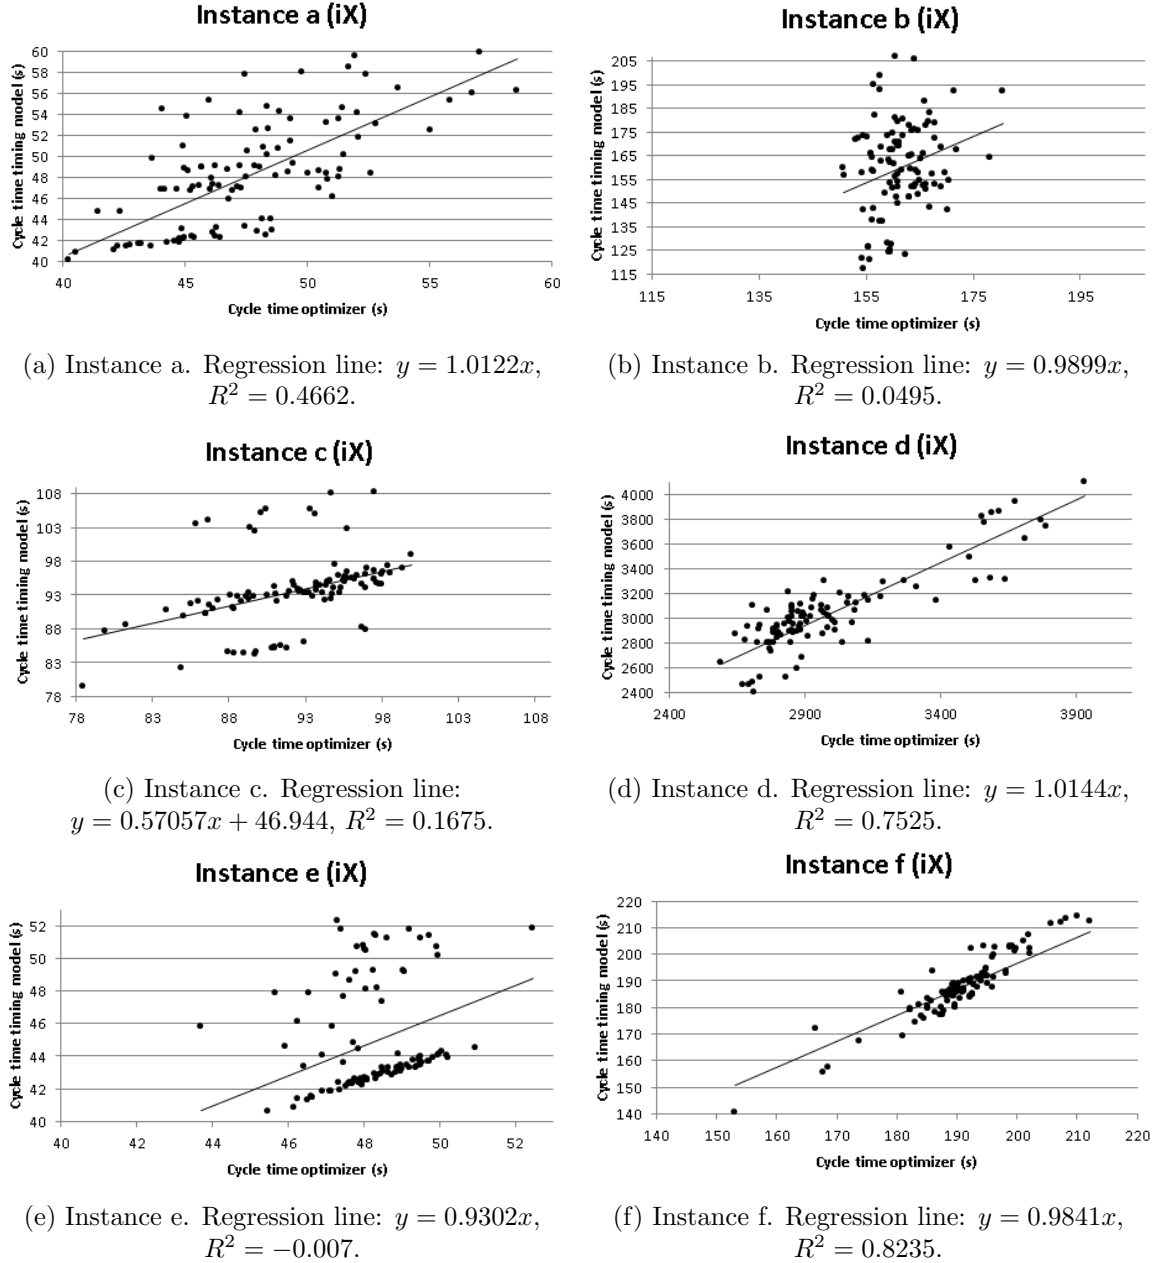 Instance a (iX)
Cycle time timing model (s)
60
58
56
54
52
50
48
46
44
42
40
40 45 50 55 60
Cycle time optimizer (s)
(a) Instance a. Regression line: y = 1.0122x,
R² = 0.4662.
Instance b (iX)
Cycle time timing model (s)
205
195
185
175
165
155
145
135
125
115
115 135 155 175 195
Cycle time optimizer (s)
(b) Instance b. Regression line: y = 0.9899x,
R² = 0.0495.
Instance c (iX)
Cycle time timing model (s)
108
103
98
93
88
83
78
78 83 88 93 98 103 108
Cycle time optimizer (s)
(c) Instance c. Regression line:
y = 0.57057x + 46.944, R² = 0.1675.
Instance d (iX)
Cycle time timing model (s)
4000
3800
3600
3400
3200
3000
2800
2600
2400
2400 2900 3400 3900
Cycle time optimizer (s)
(d) Instance d. Regression line: y = 1.0144x,
R² = 0.7525.
Instance e (iX)
Cycle time timing model (s)
52
50
48
46
44
42
40
40 42 44 46 48 50 52
Cycle time optimizer (s)
(e) Instance e. Regression line: y = 0.9302x,
R² = −0.007.
Instance f (iX)
Cycle time timing model (s)
220
210
200
190
180
170
160
150
140
140 150 160 170 180 190 200 210 220
Cycle time optimizer (s)
(f) Instance f. Regression line: y = 0.9841x,
R² = 0.8235.